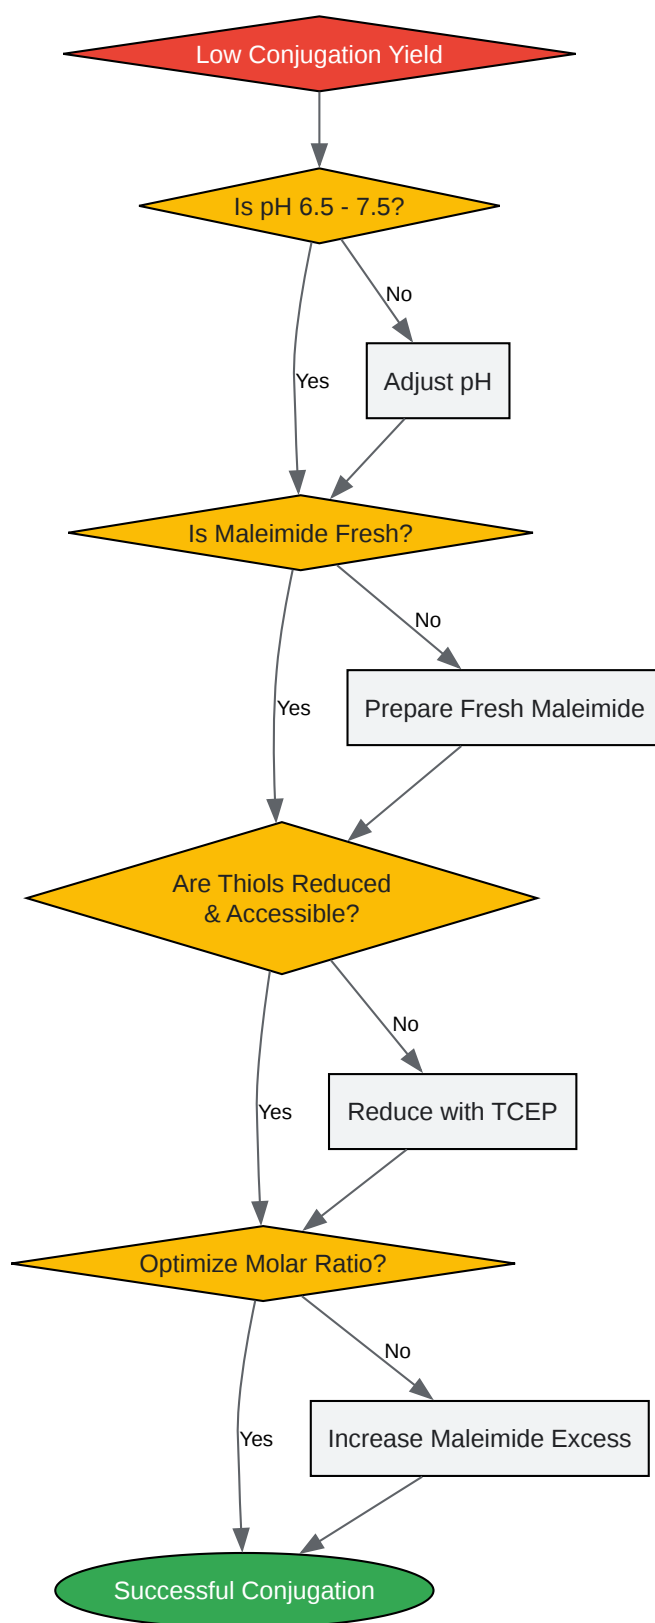 Low Conjugation Yield
Is pH 6.5 - 7.5?
No
Yes
Adjust pH
Is Maleimide Fresh?
No
Yes
Prepare Fresh Maleimide
Are Thiols Reduced
& Accessible?
No
Yes
Reduce with TCEP
Optimize Molar Ratio?
No
Yes
Increase Maleimide Excess
Successful Conjugation